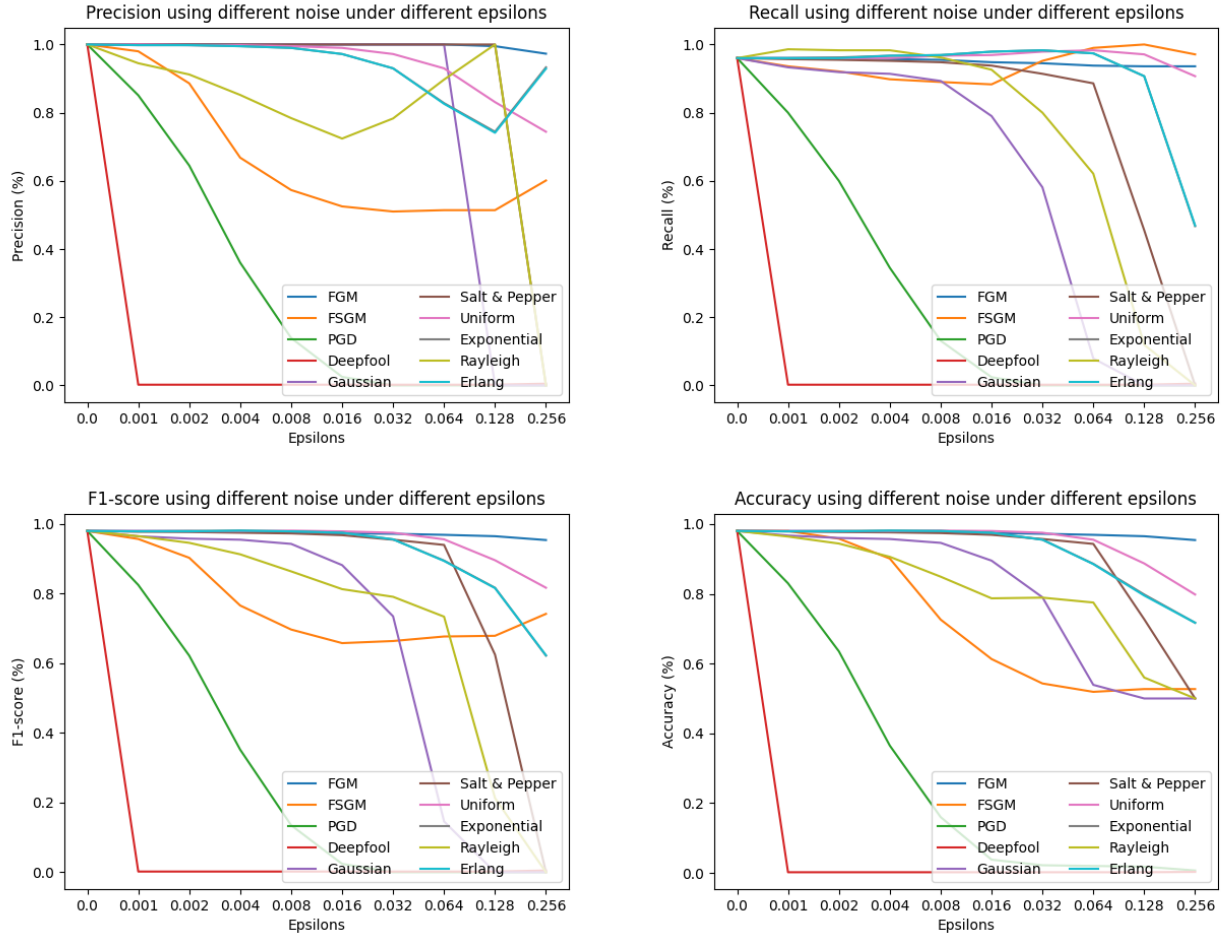 Precision using different noise under different epsilons
Precision (%)
1.0
0.8
0.6
0.4
0.2
0.0
FGM
FSGM
PGD
Deepfool
Gaussian
Salt & Pepper
Uniform
Exponential
Rayleigh
Erlang
0.0 0.001 0.002 0.004 0.008 0.016 0.032 0.064 0.128 0.256
Epsilons
Recall using different noise under different epsilons
Recall (%)
1.0
0.8
0.6
0.4
0.2
0.0
FGM
FSGM
PGD
Deepfool
Gaussian
Salt & Pepper
Uniform
Exponential
Rayleigh
Erlang
0.0 0.001 0.002 0.004 0.008 0.016 0.032 0.064 0.128 0.256
Epsilons
F1-score using different noise under different epsilons
F1-score (%)
1.0
0.8
0.6
0.4
0.2
0.0
FGM
FSGM
PGD
Deepfool
Gaussian
Salt & Pepper
Uniform
Exponential
Rayleigh
Erlang
0.0 0.001 0.002 0.004 0.008 0.016 0.032 0.064 0.128 0.256
Epsilons
Accuracy using different noise under different epsilons
Accuracy (%)
1.0
0.8
0.6
0.4
0.2
0.0
FGM
FSGM
PGD
Deepfool
Gaussian
Salt & Pepper
Uniform
Exponential
Rayleigh
Erlang
0.0 0.001 0.002 0.004 0.008 0.016 0.032 0.064 0.128 0.256
Epsilons